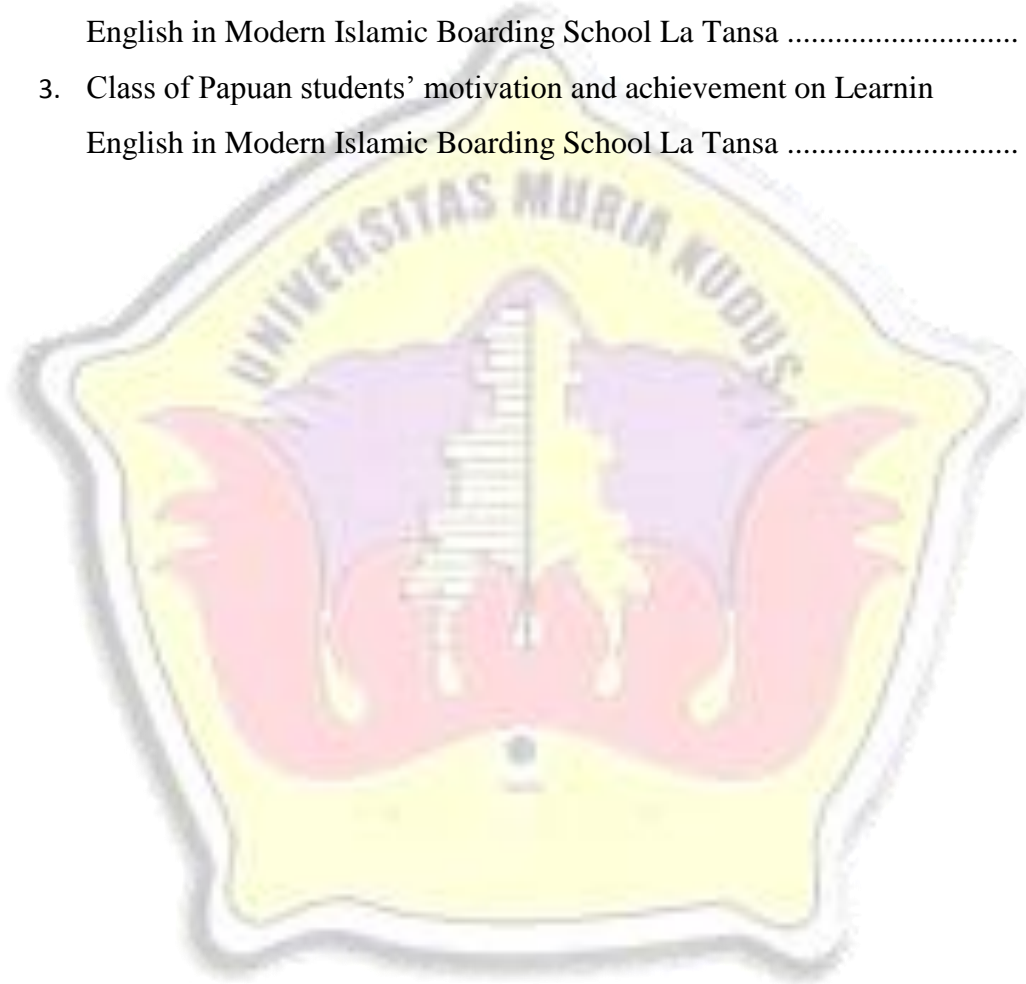 English in Modern Islamic Boarding School La Tansa .............................
3. Class of Papuan students’ motivation and achievement on Learnin
English in Modern Islamic Boarding School La Tansa .............................
UNIVERSITAS MURIA KUDUS